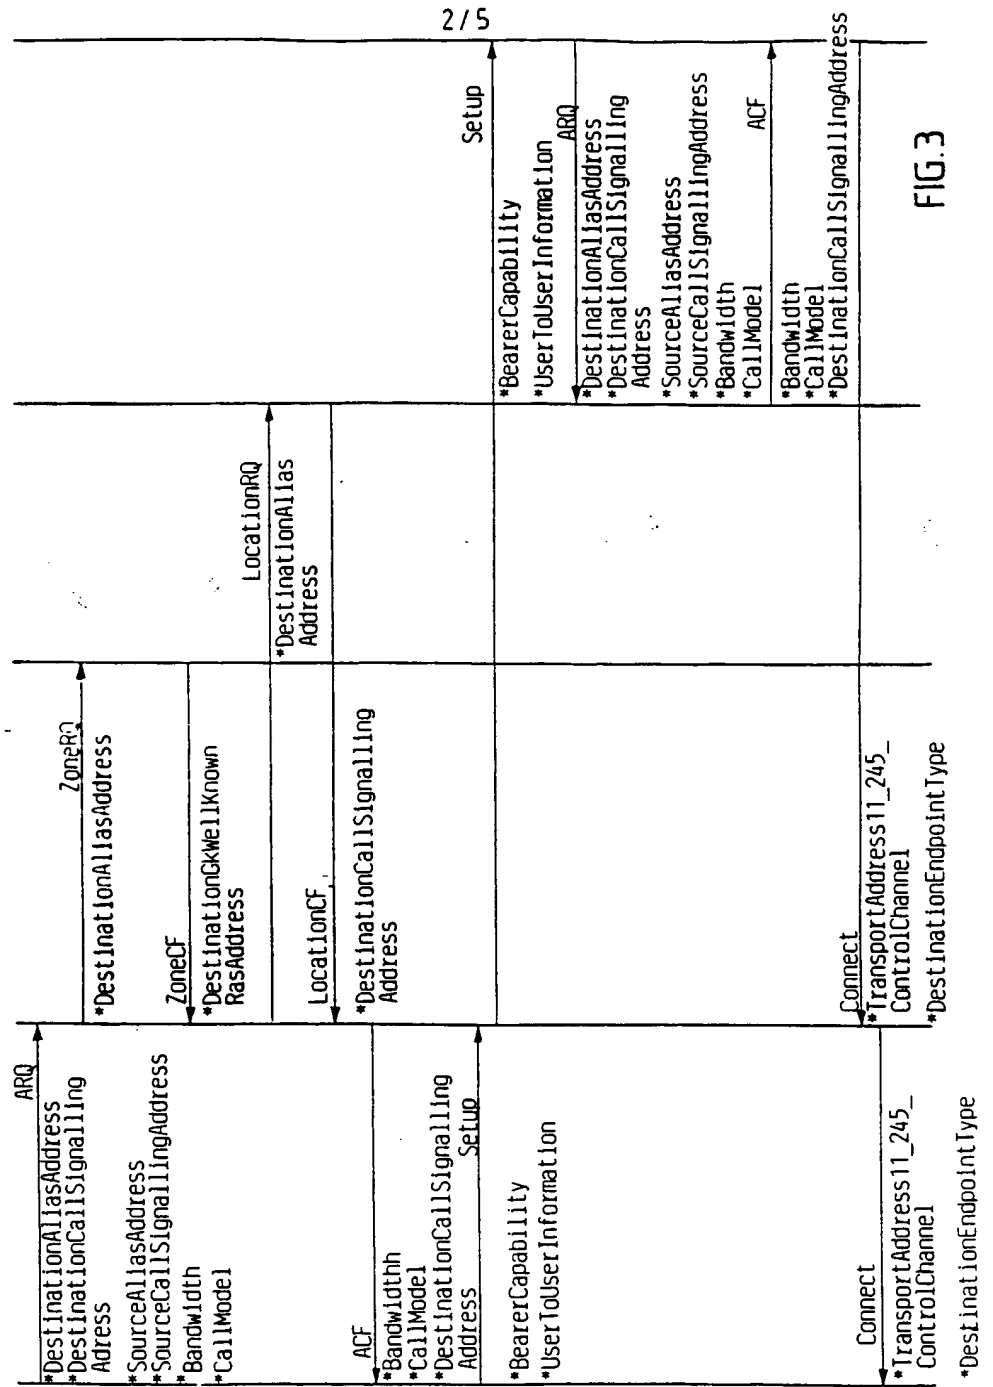 2/5
ARQ
*DestinationAliasAddress
*DestinationCallSignalling
Adress
*SourceAliasAddress
*SourceCallSignallingAddress
*Bandwidth
*CallModel
ZoneRQ
*DestinationAliasAddress
ZoneCF
*DestinationGkWellKnown
RasAddress
LocationRQ
*DestinationAlias
Address
LocationCF
*DestinationCallSignalling
Address
ACF
*Bandwidthh
*CallModel
*DestinationCallSignalling
Address
Setup
*BearerCapability
*UserToUserInformation
Setup
*BearerCapability
*UserToUserInformation
ARQ
*DestinationAliasAddress
*DestinationCallSignalling
Address
*SourceAliasAddress
*SourceCallSignallingAddress
*Bandwidth
*CallModel
ACF
*Bandwidth
*CallModel
*DestinationCallSignallingAddress
Connect
*TransportAddress11_245_
ControlChannel
*DestinationEndpointType
Connect
*TransportAddress11_245_
ControlChannel
*DestinationEndpointType
FIG.3